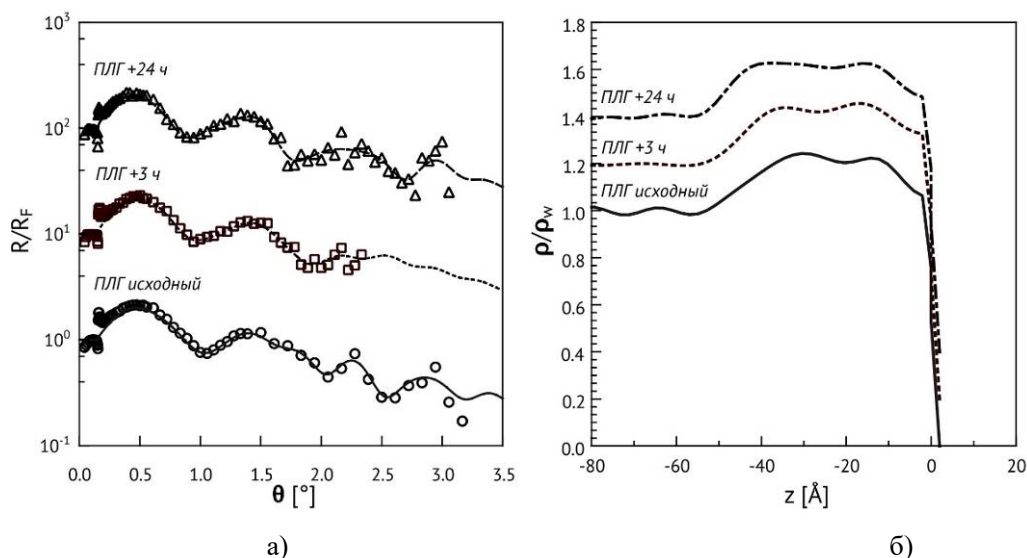 10³
10²
10¹
10⁰
10⁻¹
R/R_F
ПЛГ +24 ч
ПЛГ +3 ч
ПЛГ исходный
0.0 0.5 1.0 1.5 2.0 2.5 3.0 3.5
θ [°]
а)
1.8
1.6
1.4
1.2
1.0
0.8
0.6
0.4
0.2
0.0
ρ/ρ_w
ПЛГ +24 ч
ПЛГ +3 ч
ПЛГ исходный
-80 -60 -40 -20 0 20
z [Å]
б)